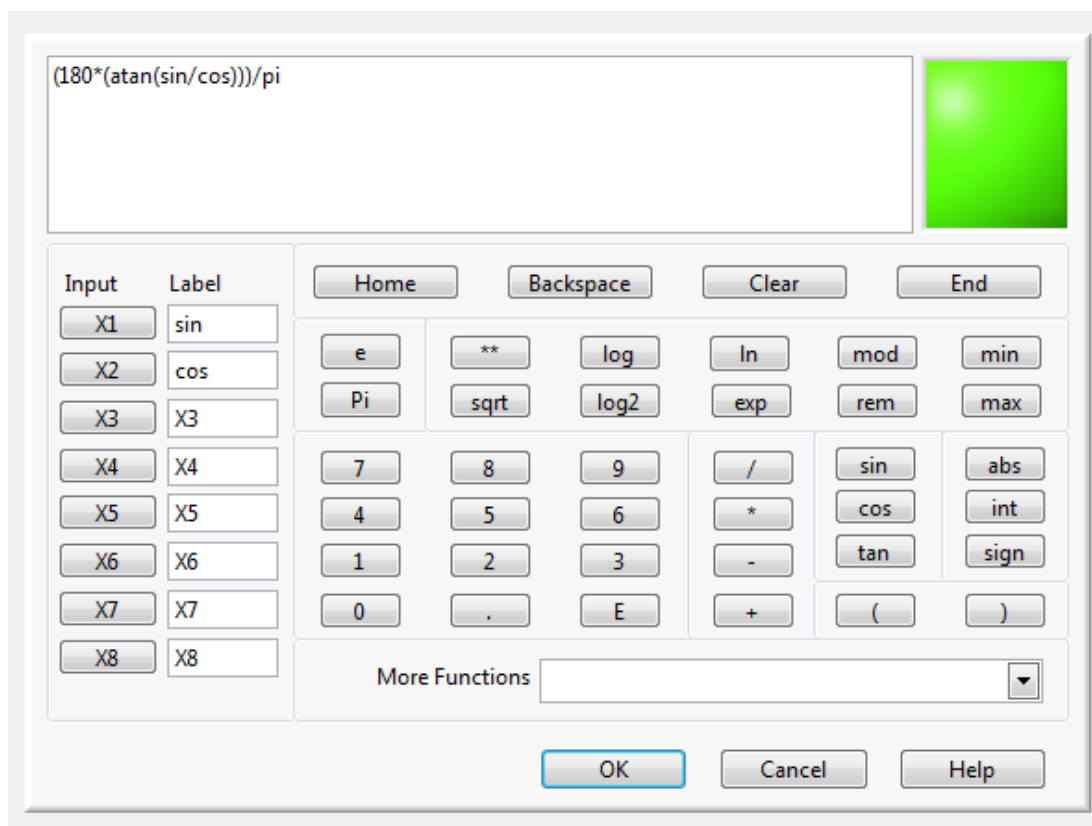 (180*(atan(sin/cos)))/pi
Input Label
X1 sin
X2 cos
X3 X3
X4 X4
X5 X5
X6 X6
X7 X7
X8 X8
Home Backspace Clear End
e ** log ln mod min
Pi sqrt log2 exp rem max
7 8 9 / sin abs
4 5 6 * cos int
1 2 3 - tan sign
0 . E + ( )
More Functions
OK Cancel Help